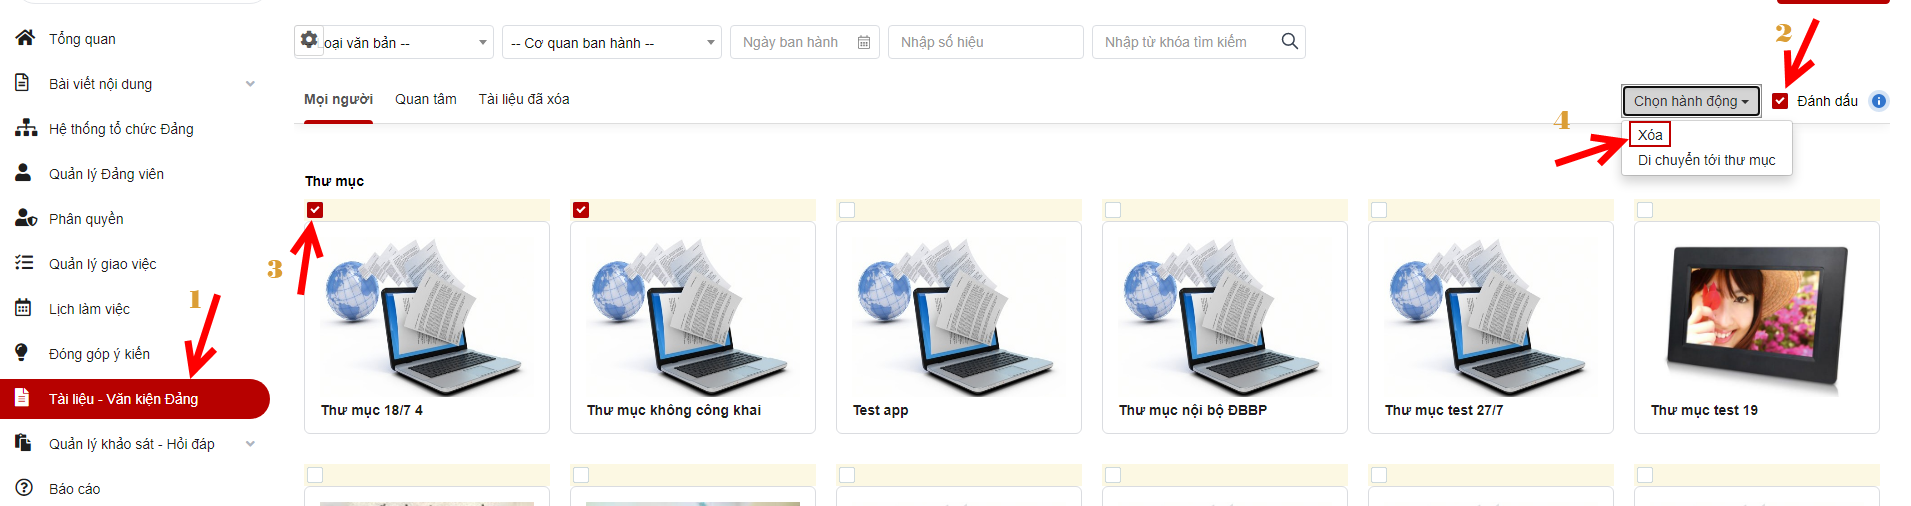 Tổng quan
Bài viết nội dung
Hệ thống tổ chức Đảng
Quản lý Đảng viên
Phân quyền
Quản lý giao việc
Lịch làm việc
Đóng góp ý kiến
Tài liệu - Văn kiện Đảng
Quản lý khảo sát - Hỏi đáp
Báo cáo
1
oại văn bản --
-- Cơ quan ban hành --
Ngày ban hành
Nhập số hiệu
Nhập từ khóa tìm kiếm
2
Mọi người
Quan tâm
Tài liệu đã xóa
Chọn hành động
Đánh dấu
4
Xóa
Di chuyển tới thư mục
Thư mục
3
Thư mục 18/7 4
Thư mục không công khai
Test app
Thư mục nội bộ ĐBBP
Thư mục test 27/7
Thư mục test 19